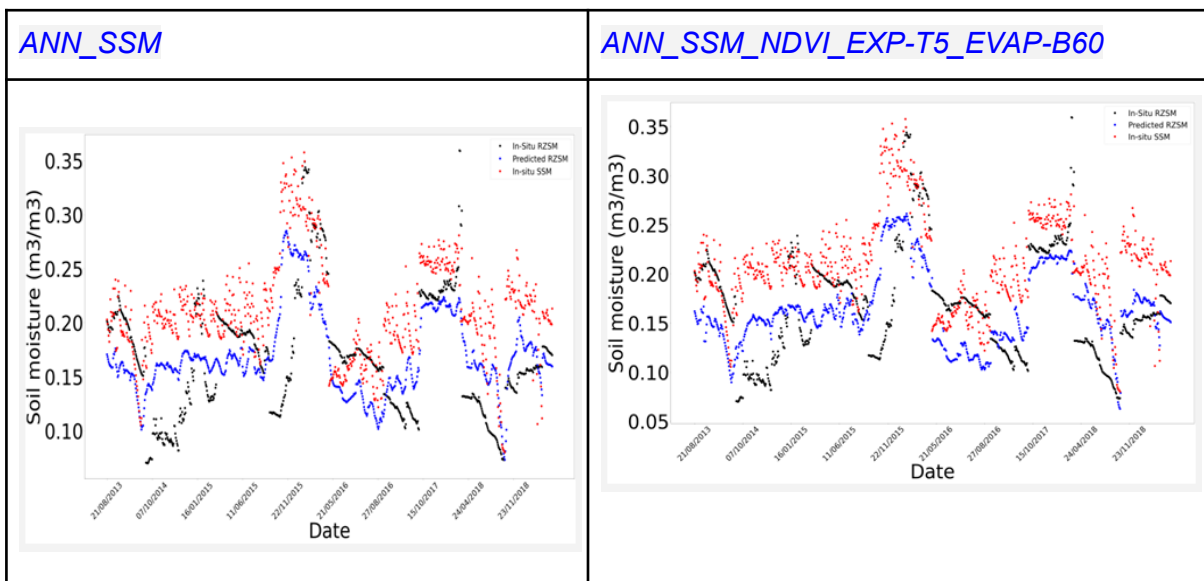 ANN_SSM
ANN_SSM_NDVI_EXP-T5_EVAP-B60
In-Situ RZSM
Predicted RZSM
In-situ SSM
Soil moisture (m3/m3)
0.35
0.30
0.25
0.20
0.15
0.10
21/08/2013
07/10/2014
16/01/2015
11/06/2015
22/11/2015
21/05/2016
27/08/2016
15/10/2017
24/04/2018
23/11/2018
Date
In-Situ RZSM
Predicted RZSM
In-situ SSM
Soil moisture (m3/m3)
0.35
0.30
0.25
0.20
0.15
0.10
0.05
21/08/2013
07/10/2014
16/01/2015
11/06/2015
22/11/2015
21/05/2016
27/08/2016
15/10/2017
24/04/2018
23/11/2018
Date